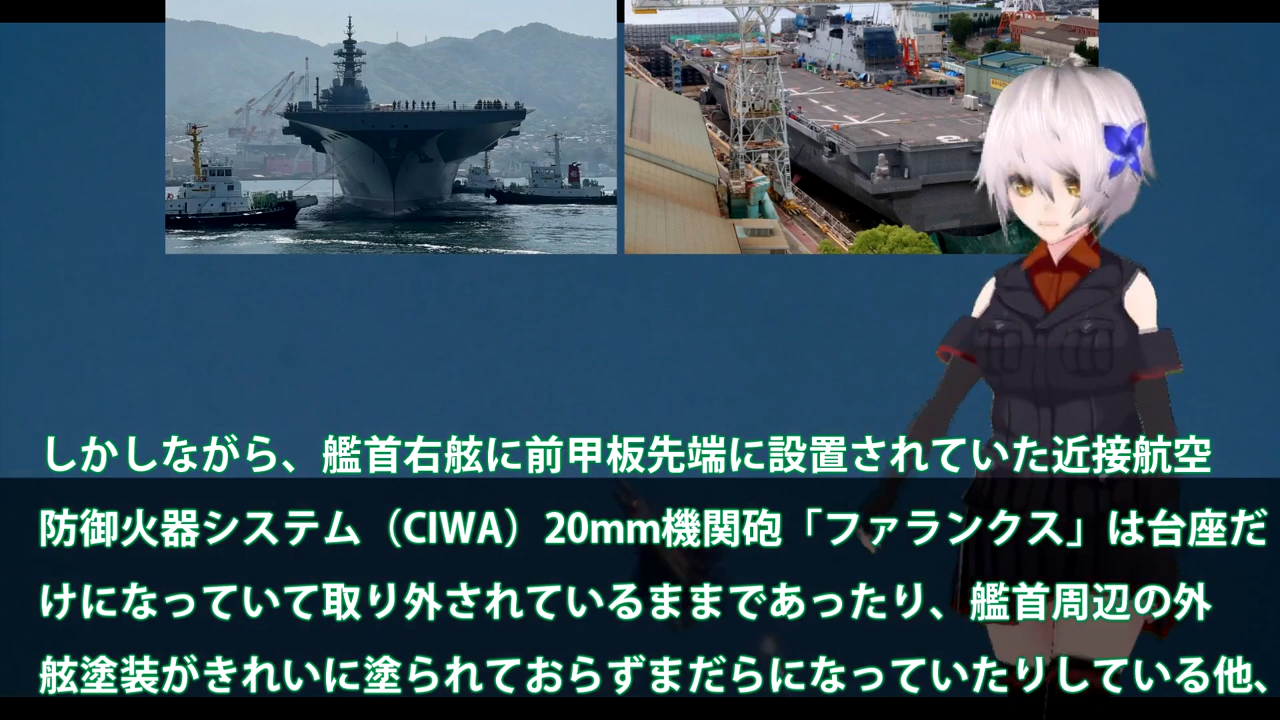 しかしながら、艦首右舷に前甲板先端に設置されていた近接航空
防御火器システム（CIWA）20mm機関砲「ファランクス」は台座だ
けになっていて取り外されているままであったり、艦首周辺の外
舷塗装がきれいに塗られておらずまだらになっていたりしている他、